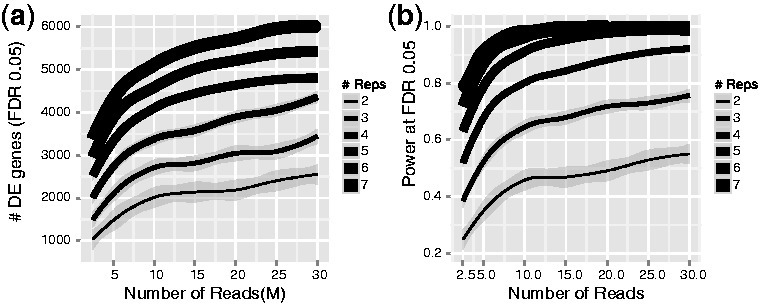 (a)
# DE genes (FDR 0.05)
6000
5000
4000
3000
2000
1000
5 10 15 20 25 30
Number of Reads(M)
# Reps
2
3
4
5
6
7
(b)
Power at FDR 0.05
1.0
0.8
0.6
0.4
0.2
2.55.0 10.0 15.0 20.0 25.0 30.0
Number of Reads
# Reps
2
3
4
5
6
7